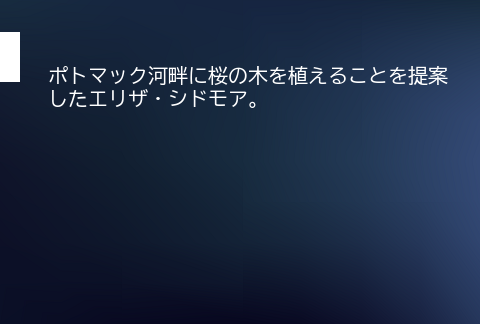 ポトマック河畔に桜の木を植えることを提案
したエリザ・シドモア。